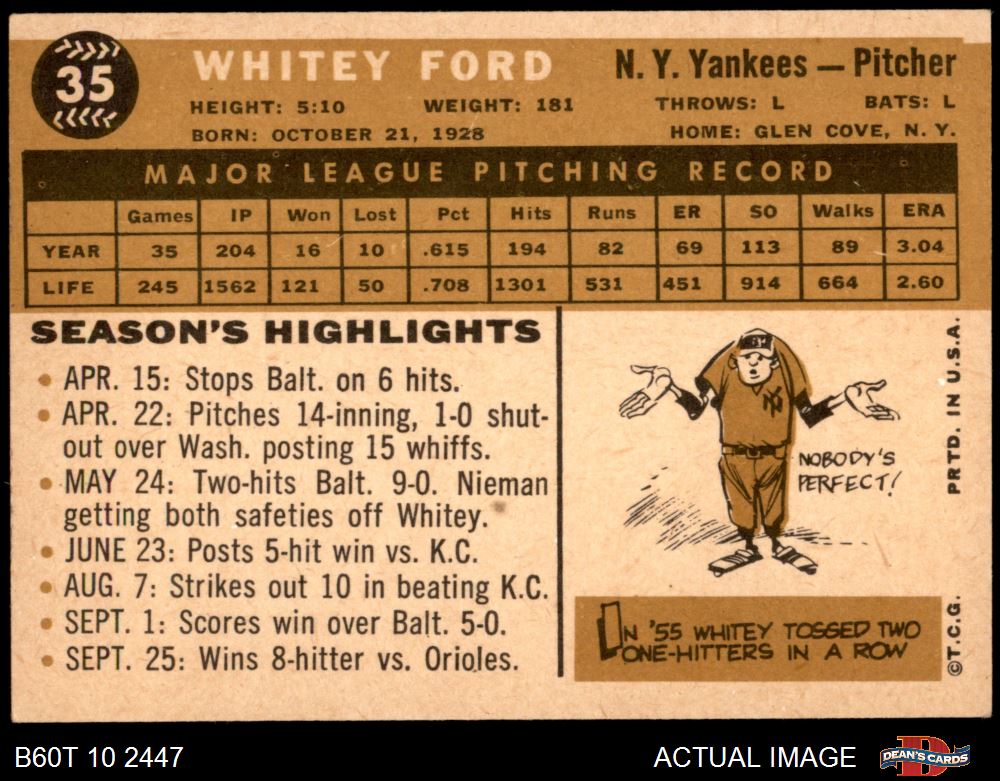 35
WHITEY FORD
N. Y. Yankees — Pitcher
HEIGHT: 5:10 WEIGHT: 181 THROWS: L BATS: L
BORN: OCTOBER 21, 1928 HOME: GLEN COVE, N. Y.
MAJOR LEAGUE PITCHING RECORD
Games IP Won Lost Pct Hits Runs ER SO Walks ERA
YEAR 35 204 16 10 .615 194 82 69 113 89 3.04
LIFE 245 1562 121 50 .708 1301 531 451 914 664 2.60
SEASON'S HIGHLIGHTS
• APR. 15: Stops Balt. on 6 hits.
• APR. 22: Pitches 14-inning, 1-0 shut-
out over Wash. posting 15 whiffs.
• MAY 24: Two-hits Balt. 9-0. Nieman
getting both safeties off Whitey.
• JUNE 23: Posts 5-hit win vs. K.C.
• AUG. 7: Strikes out 10 in beating K.C.
• SEPT. 1: Scores win over Balt. 5-0.
• SEPT. 25: Wins 8-hitter vs. Orioles.
NY
NOBODY'S
PERFECT!
IN '55 WHITEY TOSSED TWO
ONE-HITTERS IN A ROW
PRTD. IN U.S.A.
© T.C.G.
B60T 10 2447
ACTUAL IMAGE
DEAN'S CARDS